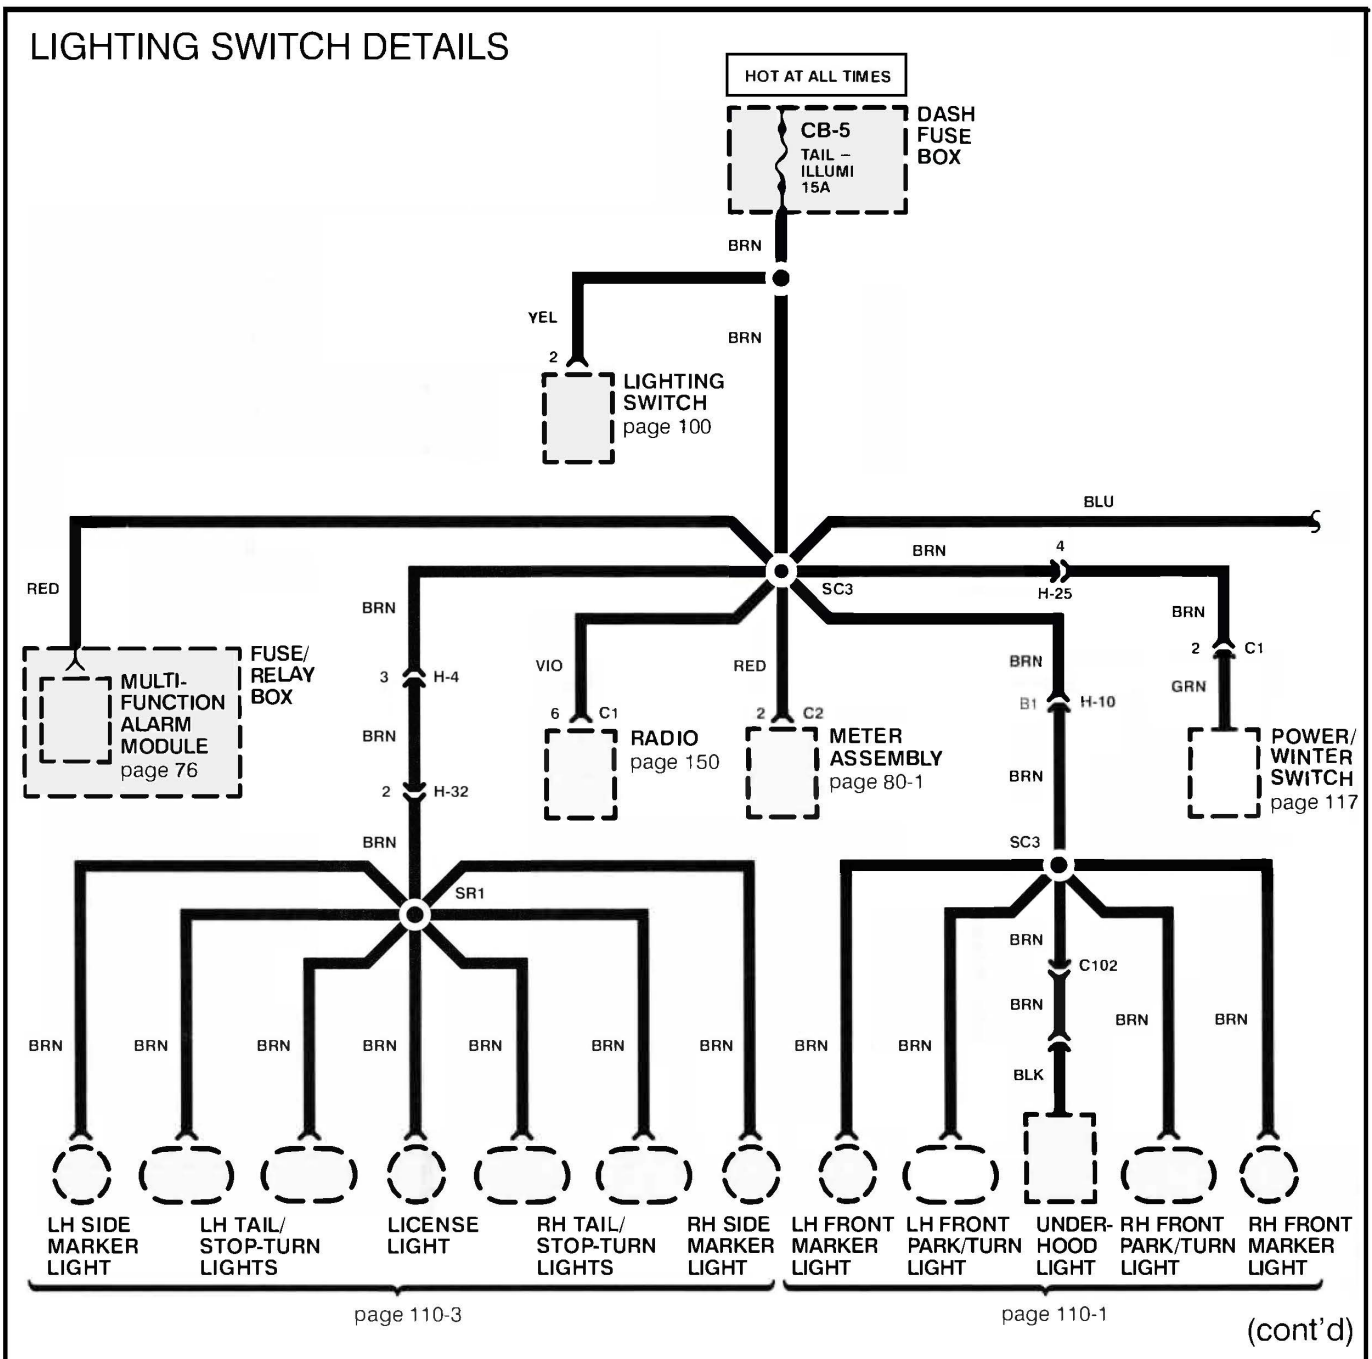 LIGHTING SWITCH DETAILS
HOT AT ALL TIMES
DASH
FUSE
BOX
CB-5
TAIL –
ILLUMI
15A
BRN
YEL
BRN
2
LIGHTING
SWITCH
page 100
BLU
BRN
4
H-25
SC3
RED
BRN
BRN
2
C1
GRN
POWER/
WINTER
SWITCH
page 117
FUSE/
RELAY
BOX
MULTI-
FUNCTION
ALARM
MODULE
page 76
3
H-4
BRN
2
H-32
BRN
VIO
6
C1
RADIO
page 150
RED
2
C2
METER
ASSEMBLY
page 80-1
BRN
B1
H-10
BRN
SC3
SR1
BRN
C102
BRN
BLK
BRN
BRN
BRN
BRN
BRN
BRN
BRN
BRN
BRN
BRN
BRN
LH SIDE
MARKER
LIGHT
LH TAIL/
STOP-TURN
LIGHTS
LICENSE
LIGHT
RH TAIL/
STOP-TURN
LIGHTS
RH SIDE
MARKER
LIGHT
LH FRONT
MARKER
LIGHT
LH FRONT
PARK/TURN
LIGHT
UNDER-
HOOD
LIGHT
RH FRONT
PARK/TURN
LIGHT
RH FRONT
MARKER
LIGHT
page 110-3
page 110-1
(cont'd)